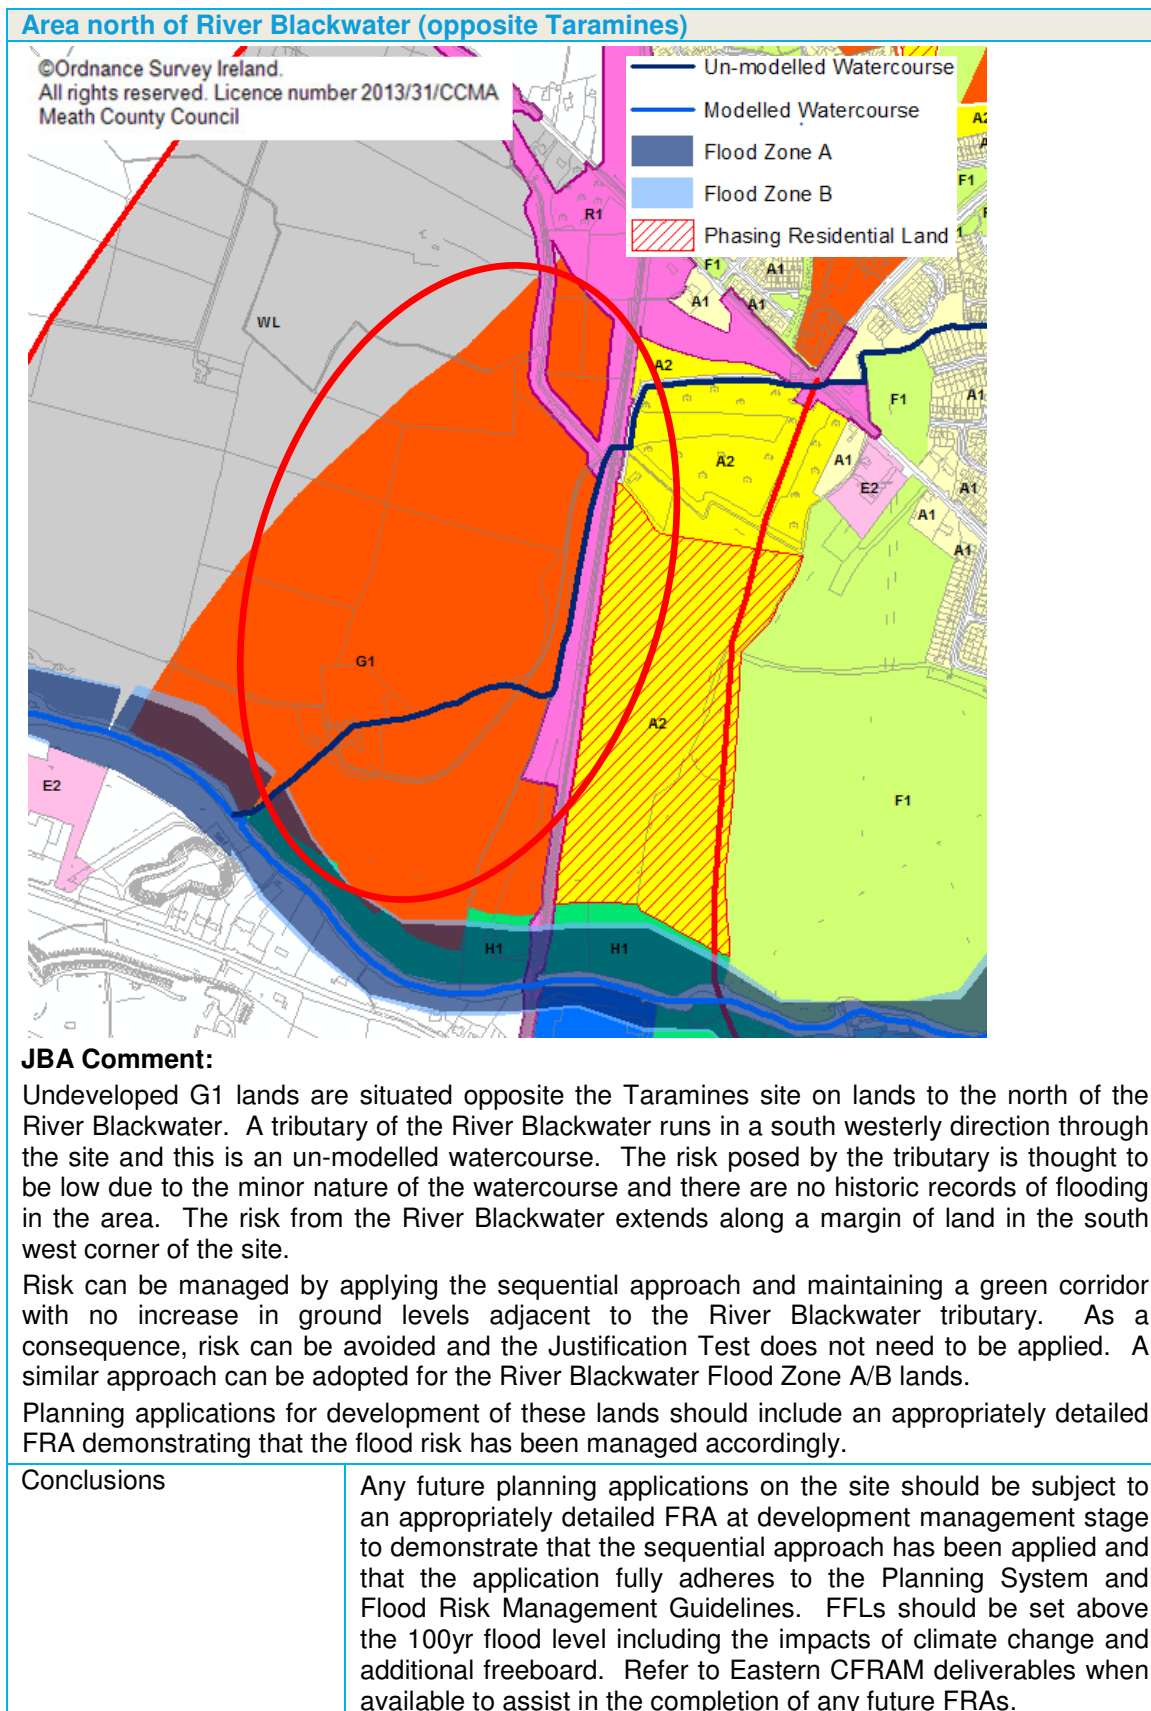 Area north of River Blackwater (opposite Taramines)
©Ordnance Survey Ireland.
All rights reserved. Licence number 2013/31/CCMA
Meath County Council
Un-modelled Watercourse
Modelled Watercourse
Flood Zone A
Flood Zone B
Phasing Residential Land
A2
F1
R1
F1
A1
A1
A1
WL
A2
F1
A1
A2
A1
E2
A1
A1
A1
G1
A2
E2
F1
H1
H1
JBA Comment:
Undeveloped G1 lands are situated opposite the Taramines site on lands to the north of the
River Blackwater. A tributary of the River Blackwater runs in a south westerly direction through
the site and this is an un-modelled watercourse. The risk posed by the tributary is thought to
be low due to the minor nature of the watercourse and there are no historic records of flooding
in the area. The risk from the River Blackwater extends along a margin of land in the south
west corner of the site.
Risk can be managed by applying the sequential approach and maintaining a green corridor
with no increase in ground levels adjacent to the River Blackwater tributary. As a
consequence, risk can be avoided and the Justification Test does not need to be applied. A
similar approach can be adopted for the River Blackwater Flood Zone A/B lands.
Planning applications for development of these lands should include an appropriately detailed
FRA demonstrating that the flood risk has been managed accordingly.
Conclusions
Any future planning applications on the site should be subject to
an appropriately detailed FRA at development management stage
to demonstrate that the sequential approach has been applied and
that the application fully adheres to the Planning System and
Flood Risk Management Guidelines. FFLs should be set above
the 100yr flood level including the impacts of climate change and
additional freeboard. Refer to Eastern CFRAM deliverables when
available to assist in the completion of any future FRAs.